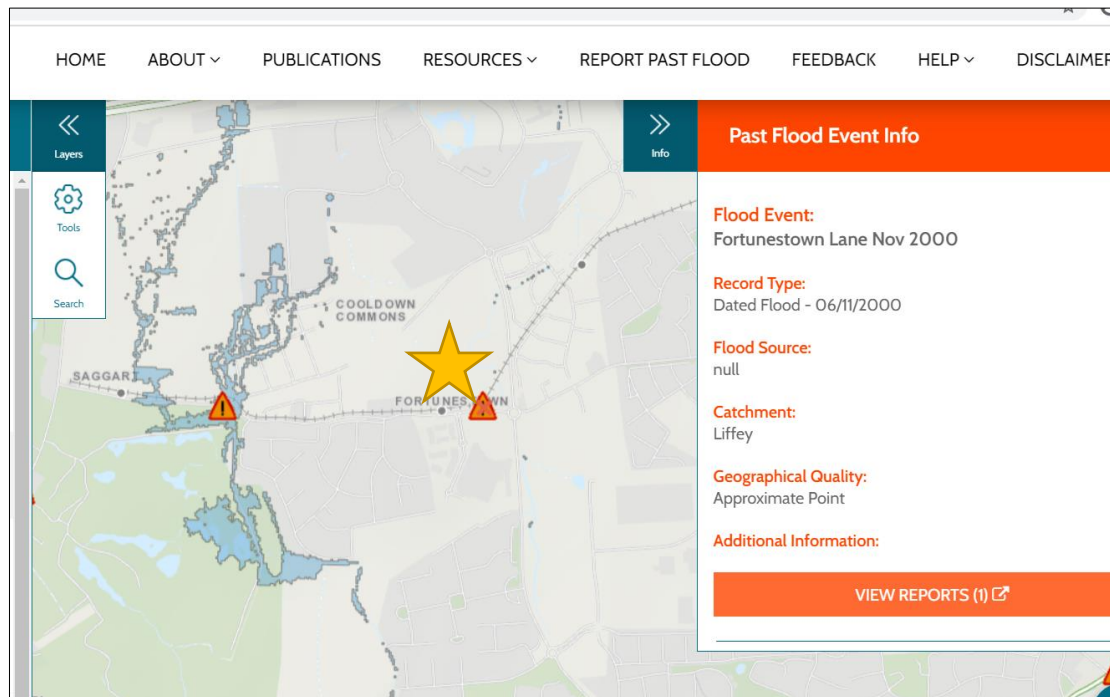 HOME ABOUT PUBLICATIONS RESOURCES REPORT PAST FLOOD FEEDBACK HELP DISCLAIMER
Layers
Tools
Search
COOLDOWN
COMMONS
SAGGART
Info
Past Flood Event Info
Flood Event:
Fortunestown Lane Nov 2000
Record Type:
Dated Flood - 06/11/2000
Flood Source:
null
Catchment:
Liffey
Geographical Quality:
Approximate Point
Additional Information:
VIEW REPORTS (1)